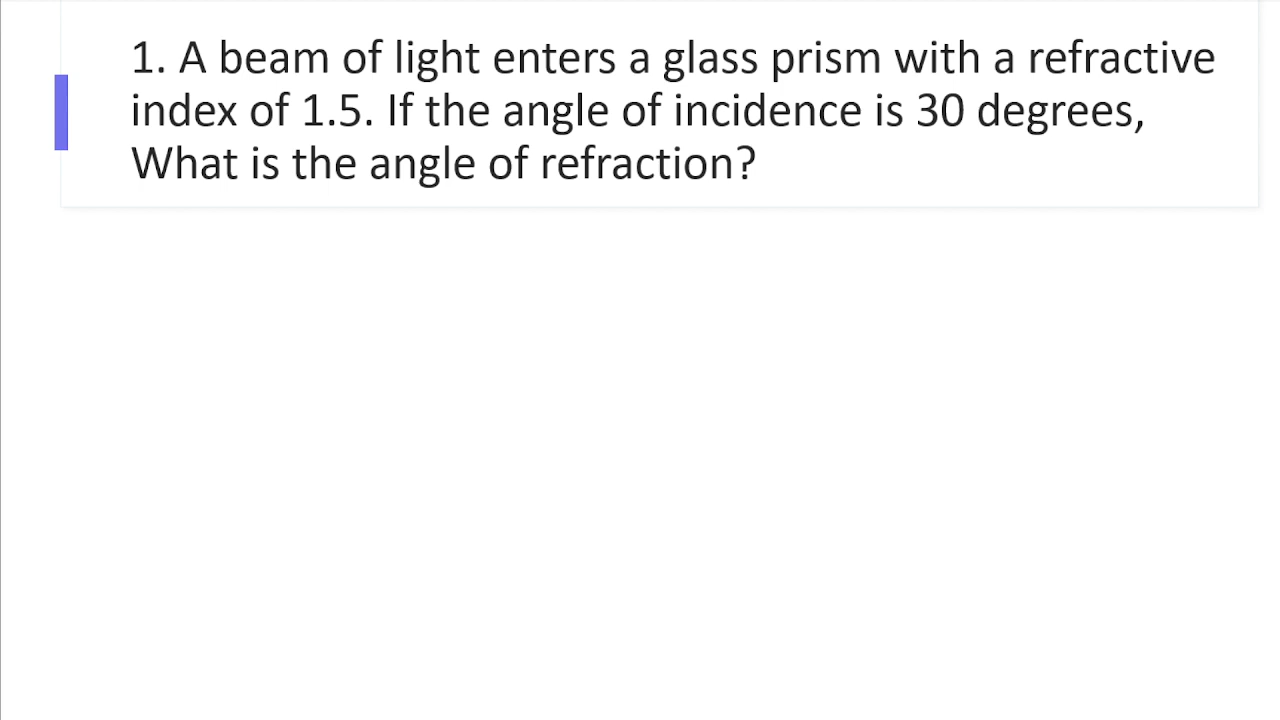 1. A beam of light enters a glass prism with a refractive
index of 1.5. If the angle of incidence is 30 degrees,
What is the angle of refraction?